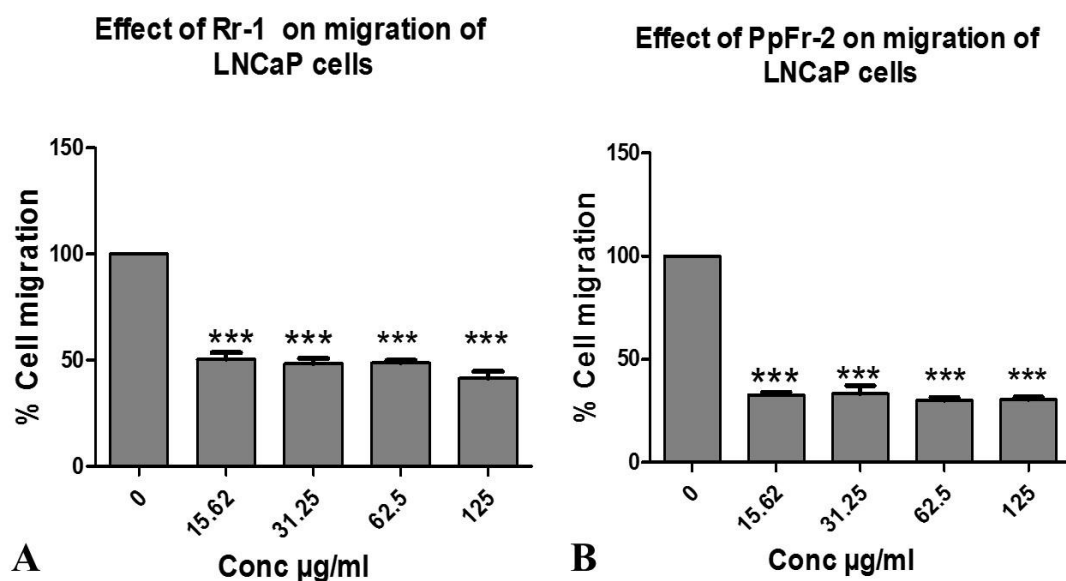 Effect of Rr-1 on migration of
LNCaP cells
150
100
50
0
% Cell migration
***
***
***
***
0
15.62
31.25
62.5
125
Conc µg/ml
A
Effect of PpFr-2 on migration of
LNCaP cells
150
100
50
0
% Cell migration
***
***
***
***
0
15.62
31.25
62.5
125
Conc µg/ml
B